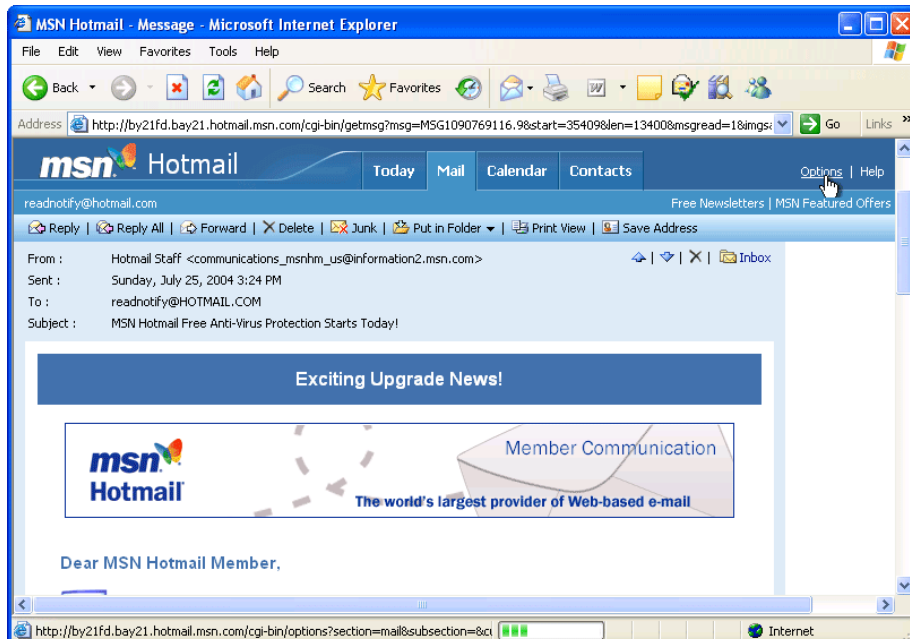 MSN Hotmail - Message - Microsoft Internet Explorer
File Edit View Favorites Tools Help
Back Search Favorites
Address http://by21fd.bay21.hotmail.msn.com/cgi-bin/getmsg?msg=MSG1090769116.9&start=35409&len=13400&msgread=1&imgsa Go Links »
msn Hotmail Today Mail Calendar Contacts Options | Help
readnotify@hotmail.com Free Newsletters | MSN Featured Offers
Reply | Reply All | Forward | Delete | Junk | Put in Folder | Print View | Save Address
From : Hotmail Staff <communications_msnhm_us@information2.msn.com> | | | Inbox
Sent : Sunday, July 25, 2004 3:24 PM
To : readnotify@HOTMAIL.COM
Subject : MSN Hotmail Free Anti-Virus Protection Starts Today!
Exciting Upgrade News!
msn Hotmail
Member Communication
The world's largest provider of Web-based e-mail
Dear MSN Hotmail Member,
http://by21fd.bay21.hotmail.msn.com/cgi-bin/options?section=mail&subsection=&cu Internet